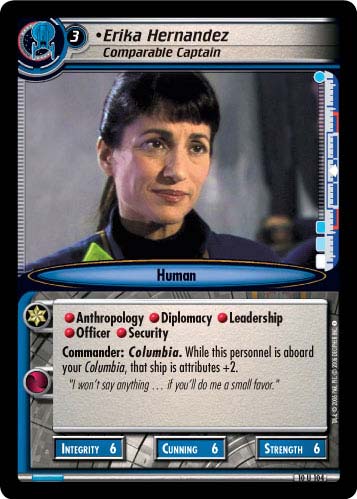 3
•Erika Hernandez
Comparable Captain
Human
Anthropology Diplomacy Leadership
Officer Security
Commander: Columbia. While this personnel is aboard
your Columbia, that ship is attributes +2.
"I won't say anything ... if you'll do me a small favor."
INTEGRITY 6 CUNNING 6 STRENGTH 6
10 U 104